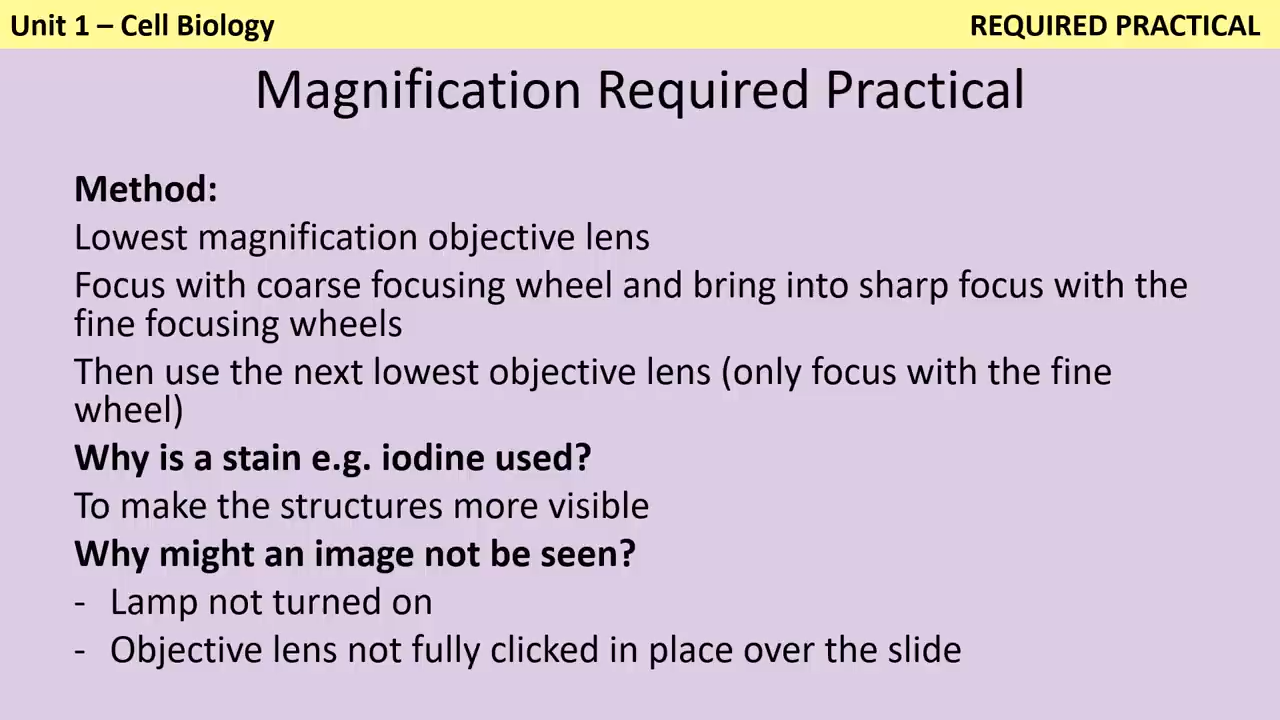 Unit 1 – Cell Biology
REQUIRED PRACTICAL
Magnification Required Practical
Method:
Lowest magnification objective lens
Focus with coarse focusing wheel and bring into sharp focus with the
fine focusing wheels
Then use the next lowest objective lens (only focus with the fine
wheel)
Why is a stain e.g. iodine used?
To make the structures more visible
Why might an image not be seen?
- Lamp not turned on
- Objective lens not fully clicked in place over the slide